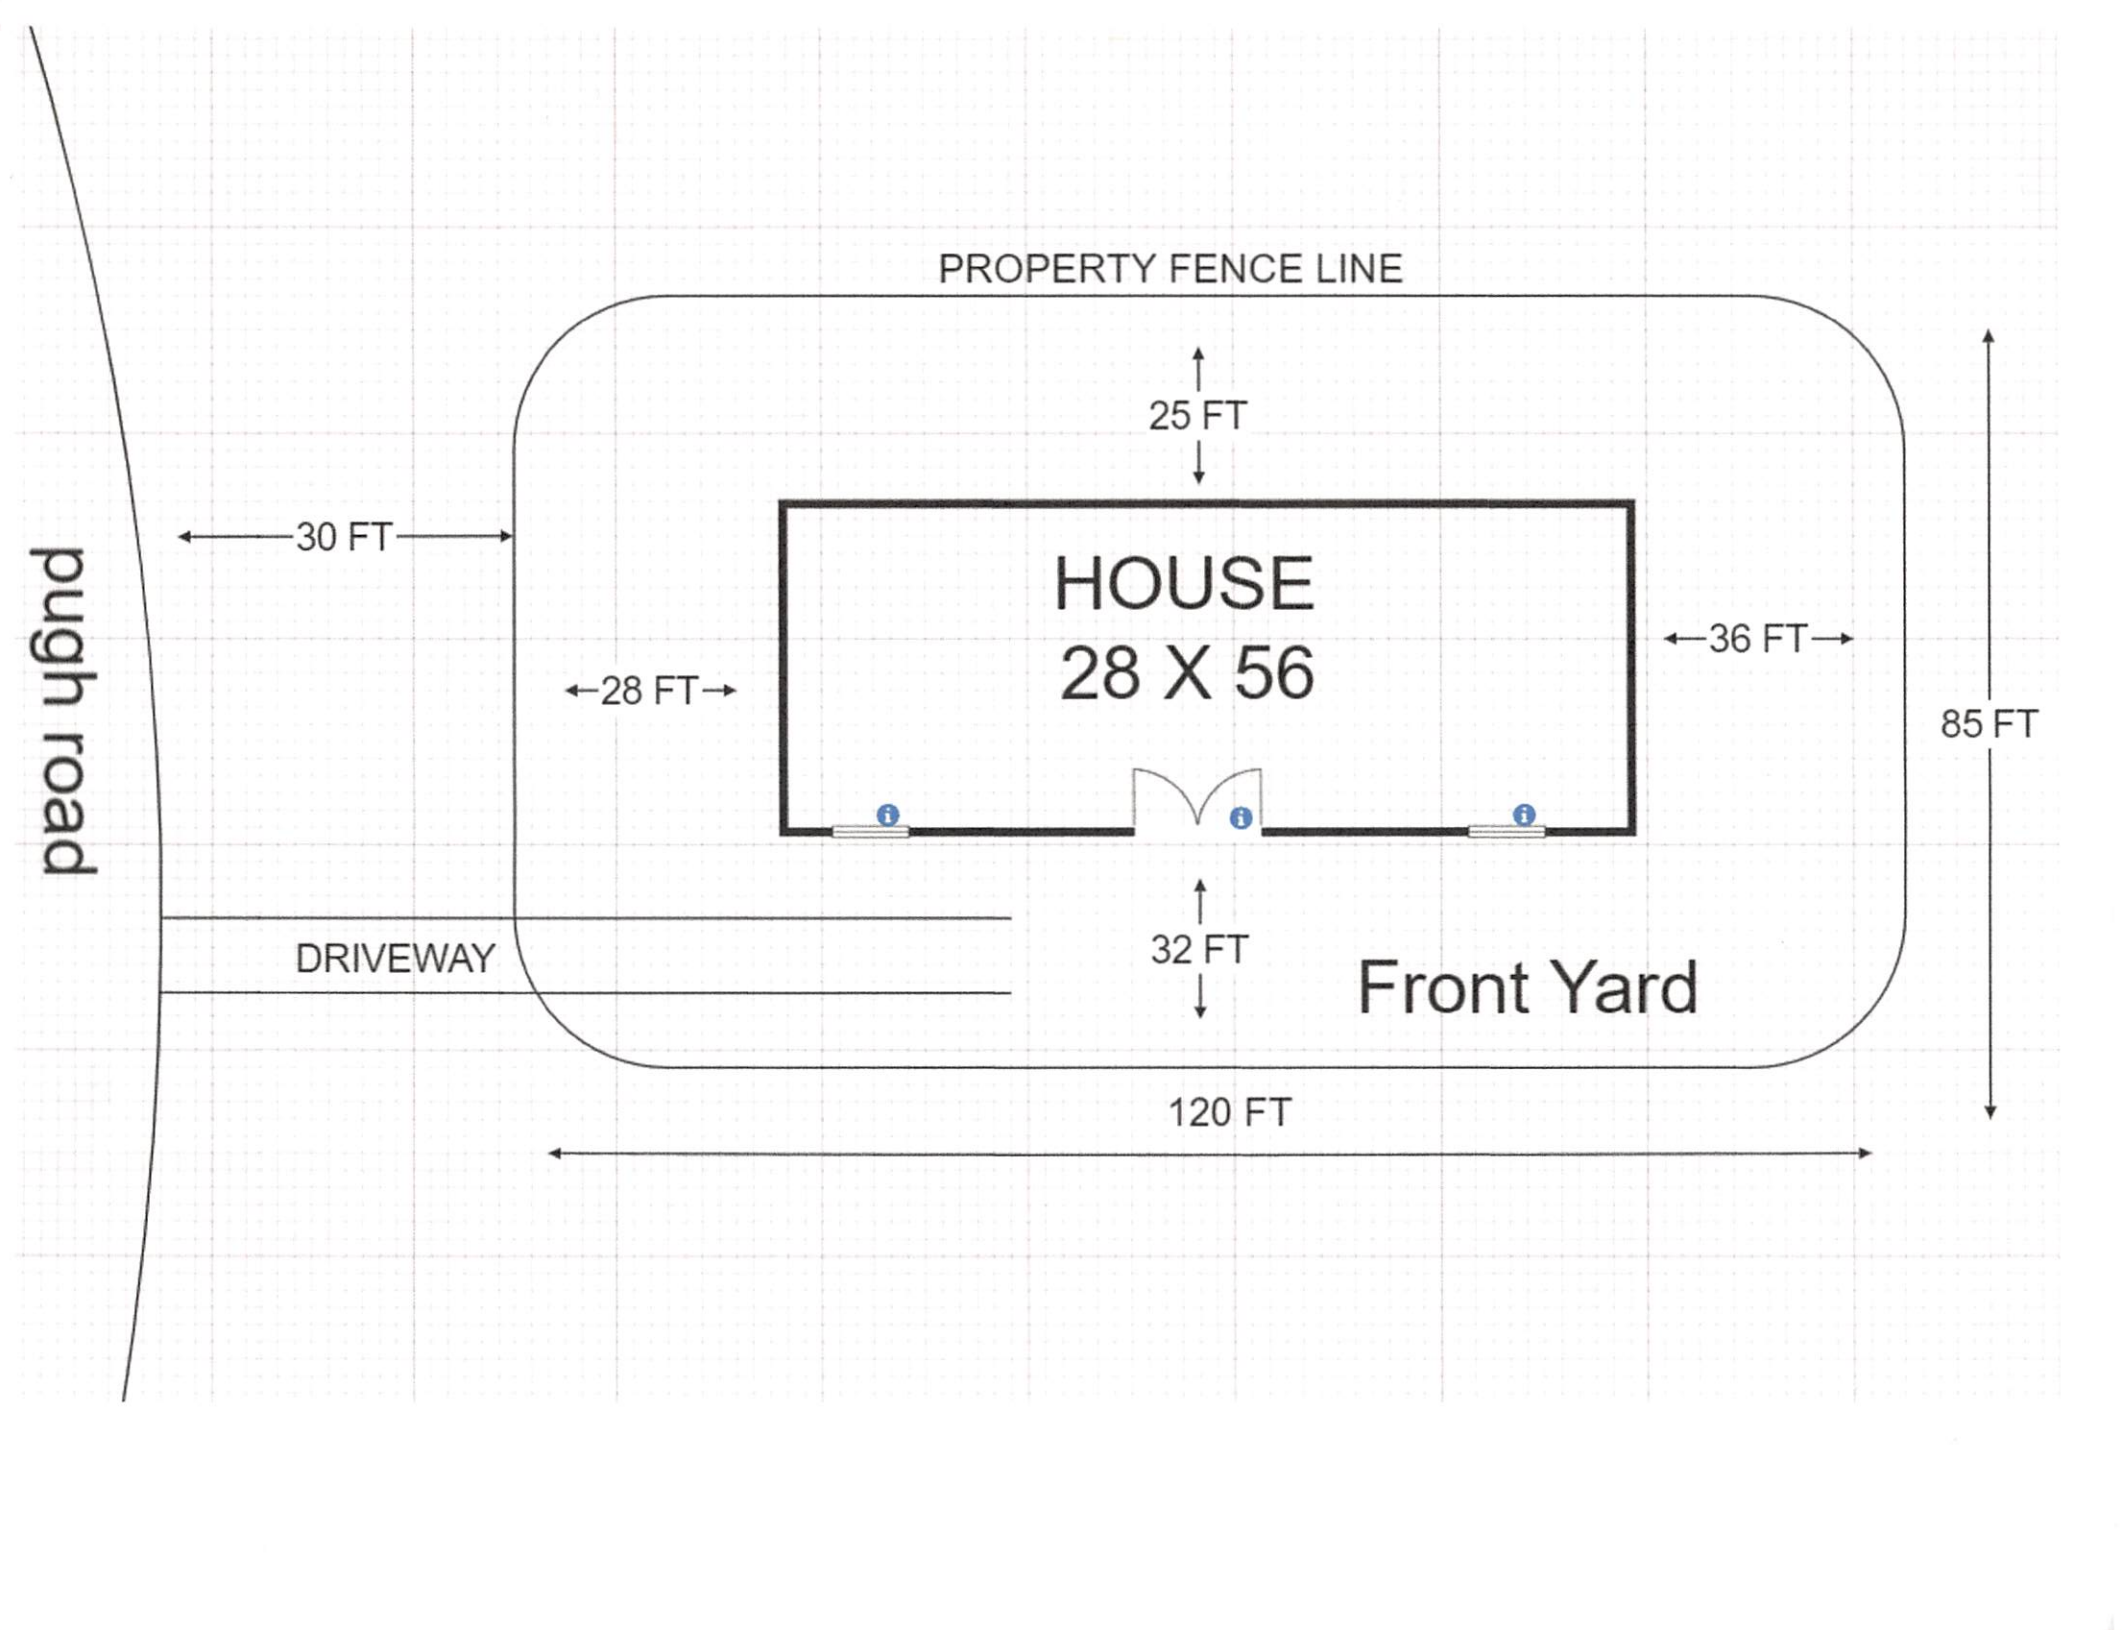 PROPERTY FENCE LINE
25 FT
30 FT
HOUSE
28 X 56
36 FT
28 FT
85 FT
pugh road
32 FT
DRIVEWAY
Front Yard
120 FT